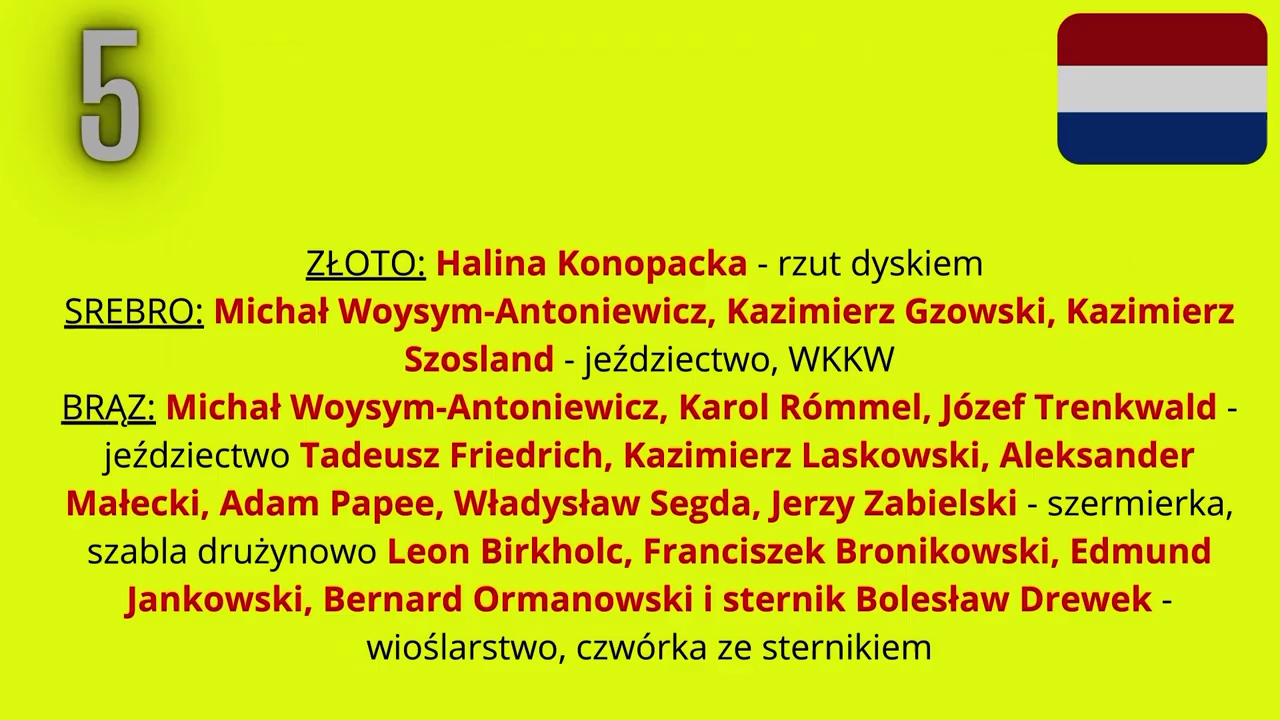 5
ZŁOTO: Halina Konopacka - rzut dyskiem
SREBRO: Michał Woysym-Antoniewicz, Kazimierz Gzowski, Kazimierz
Szosland - jeździectwo, WKKW
BRĄZ: Michał Woysym-Antoniewicz, Karol Rómmel, Józef Trenkwald -
jeździectwo Tadeusz Friedrich, Kazimierz Laskowski, Aleksander
Małecki, Adam Papee, Władysław Segda, Jerzy Zabielski - szermierka,
szabla drużynowo Leon Birkholc, Franciszek Bronikowski, Edmund
Jankowski, Bernard Ormanowski i sternik Bolesław Drewek -
wioślarstwo, czwórka ze sternikiem